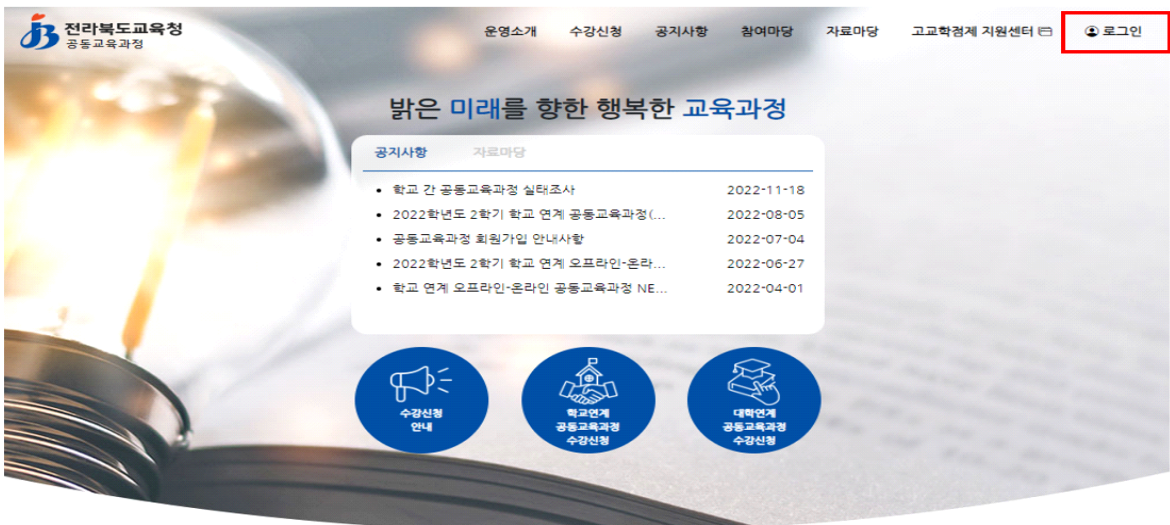 전라북도교육청
공동교육과정
운영소개 수강신청 공지사항 참여마당 자료마당 고교학점제 지원센터 로그인
밝은 미래를 향한 행복한 교육과정
공지사항 자료마당
학교 간 공동교육과정 실태조사 2022-11-18
2022학년도 2학기 학교 연계 공동교육과정(... 2022-08-05
공동교육과정 회원가입 안내사항 2022-07-04
2022학년도 2학기 학교 연계 오프라인-온라... 2022-06-27
학교 연계 오프라인-온라인 공동교육과정 NE... 2022-04-01
수강신청
안내
학교연계
공동교육과정
수강신청
대학연계
공동교육과정
수강신청